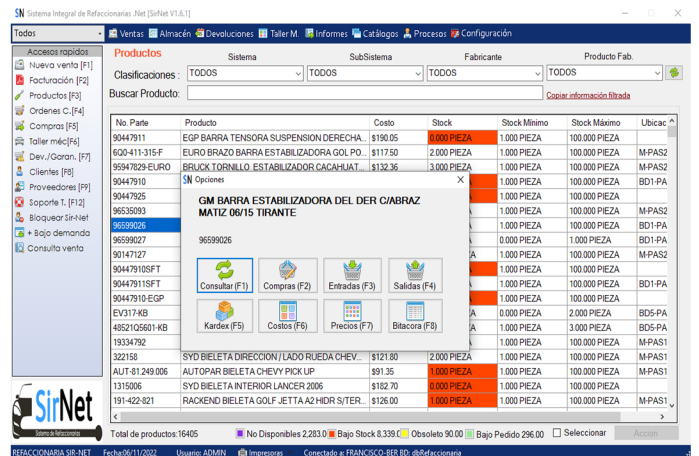 SN Sistema Integral de Refaccionarias .Net [SirNet V1.6.1]
Todos Ventas Almacén Devoluciones Taller M. Informes Catálogos Procesos Configuración
Accesos rapidos
Nueva venta [F1]
Facturación [F2]
Productos [F3]
Ordenes C.[F4]
Compras [F5]
Taller méc[F6]
Dev./Garan. [F7]
Clientes [F8]
Proveedores [F9]
Soporte T. [F12]
Bloquear Sir-Net
+ Bajo demanda
Consulta venta
Productos
Sistema SubSistema Fabricante Producto Fab.
Clasificaciones : TODOS TODOS TODOS TODOS
Buscar Producto:
Copiar información filtrada
No. Parte Producto Costo Stock Stock Mínimo Stock Máximo Ubicac
90447911 EGP BARRA TENSORA SUSPENSION DERECHA... $190.05 0.000 PIEZA 1.000 PIEZA 100.000 PIEZA
6Q0-411-315-F EURO BRAZO BARRA ESTABILIZADORA GOL PO... $117.50 2.000 PIEZA 1.000 PIEZA 100.000 PIEZA M-PAS2
95947829-EURO BRUCK TORNILLO ESTABILIZADOR CACAHUAT... $132.36 3.000 PIEZA 1.000 PIEZA 100.000 PIEZA M-PAS2
90447910 1.000 PIEZA 100.000 PIEZA BD1-PA
90447925 1.000 PIEZA 100.000 PIEZA
96535093 1.000 PIEZA 100.000 PIEZA M-PAS2
96599026 1.000 PIEZA 100.000 PIEZA BD1-PA
96599027 0.000 PIEZA 1.000 PIEZA BD1-PA
90147127 1.000 PIEZA 100.000 PIEZA M-PAS2
90447910SFT 1.000 PIEZA 100.000 PIEZA
90447911SFT 1.000 PIEZA 100.000 PIEZA BD1-PA
90447910-EGP 1.000 PIEZA 100.000 PIEZA
EV317-KB 0.000 PIEZA 2.000 PIEZA BD5-PA
48521Q5601-KB 1.000 PIEZA 3.000 PIEZA BD5-PA
19334792 1.000 PIEZA 100.000 PIEZA M-PAS1
322158 SYD BIELETA DIRECCION / LADO RUEDA CHEV... $121.80 2.000 PIEZA 1.000 PIEZA 100.000 PIEZA M-PAS1
AUT-81.249.006 AUTOPAR BIELETA CHEVY PICK UP $91.35 1.000 PIEZA 1.000 PIEZA 100.000 PIEZA M-PAS1
1315006 SYD BIELETA INTERIOR LANCER 2006 $182.70 0.000 PIEZA 1.000 PIEZA 100.000 PIEZA
191-422-821 RACKEND BIELETA GOLF JETTA A2 HIDR S/TER... $126.00 1.000 PIEZA 1.000 PIEZA 100.000 PIEZA M-PAS1
SN Opciones
GM BARRA ESTABILIZADORA DEL DER C/ABRAZ
MATIZ 06/15 TIRANTE
96599026
Consultar (F1) Compras (F2) Entradas (F3) Salidas (F4)
Kardex (F5) Costos (F6) Precios (F7) Bitacora (F8)
SirNet
Sistema de Refaccionarias
Total de productos:16405 No Disponibles 2,283.0 Bajo Stock 8,339.0 Obsoleto 90.00 Bajo Pedido 296.00 Seleccionar Accion
REFACCIONARIA SIR-NET Fecha:06/11/2022 Usuario: ADMIN Impresoras Conectado a: FRANCISCO-BER BD: dbRefaccionaria